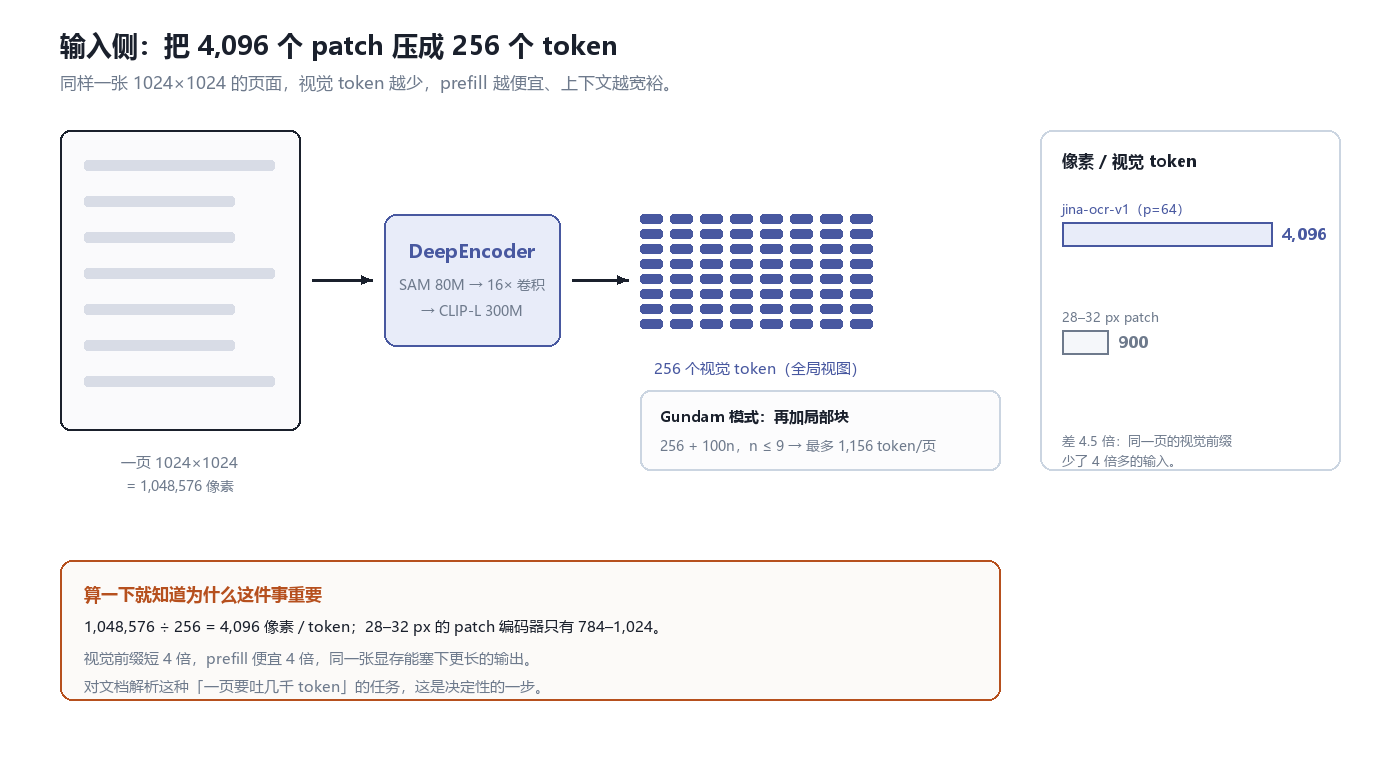 输入侧：把 4,096 个 patch 压成 256 个 token
同样一张 1024×1024 的页面，视觉 token 越少，prefill 越便宜、上下文越宽裕。
一页 1024×1024
= 1,048,576 像素
DeepEncoder
SAM 80M → 16× 卷积
→ CLIP-L 300M
256 个视觉 token（全局视图）
Gundam 模式：再加局部块
256 + 100n，n ≤ 9 → 最多 1,156 token/页
像素 / 视觉 token
jina-ocr-v1（p=64）
4,096
28–32 px patch
900
差 4.5 倍：同一页的视觉前缀
少了 4 倍多的输入。
算一下就知道为什么这件事重要
1,048,576 ÷ 256 = 4,096 像素 / token；28–32 px 的 patch 编码器只有 784–1,024。
视觉前缀短 4 倍，prefill 便宜 4 倍，同一张显存能塞下更长的输出。
对文档解析这种「一页要吐几千 token」的任务，这是决定性的一步。